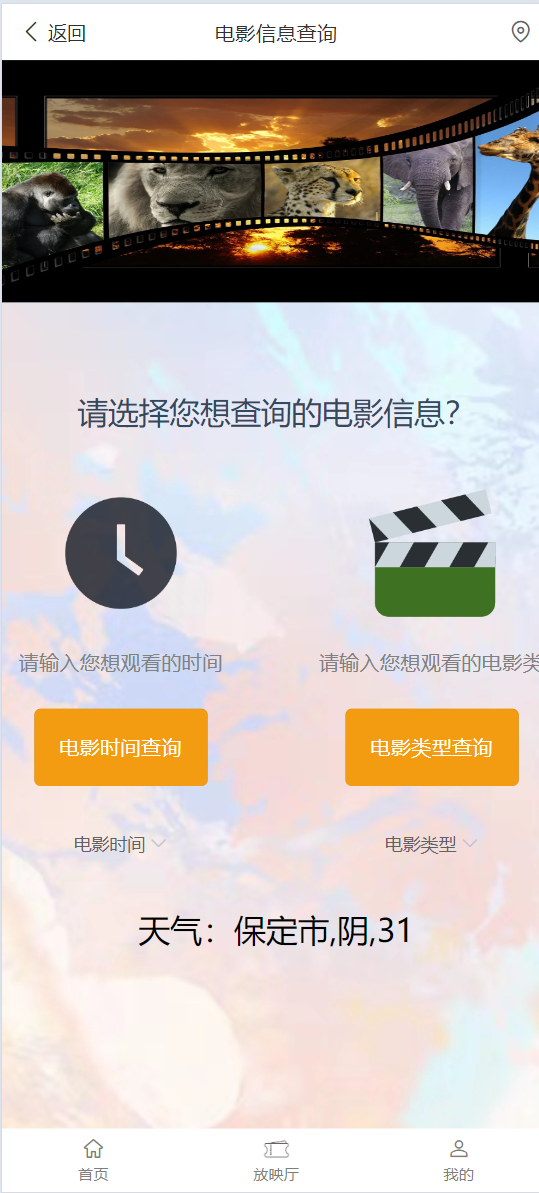 返回
电影信息查询
请选择您想查询的电影信息?
请输入您想观看的时间
请输入您想观看的电影类
电影时间查询
电影类型查询
电影时间
电影类型
天气：保定市,阴,31
首页
放映厅
我的